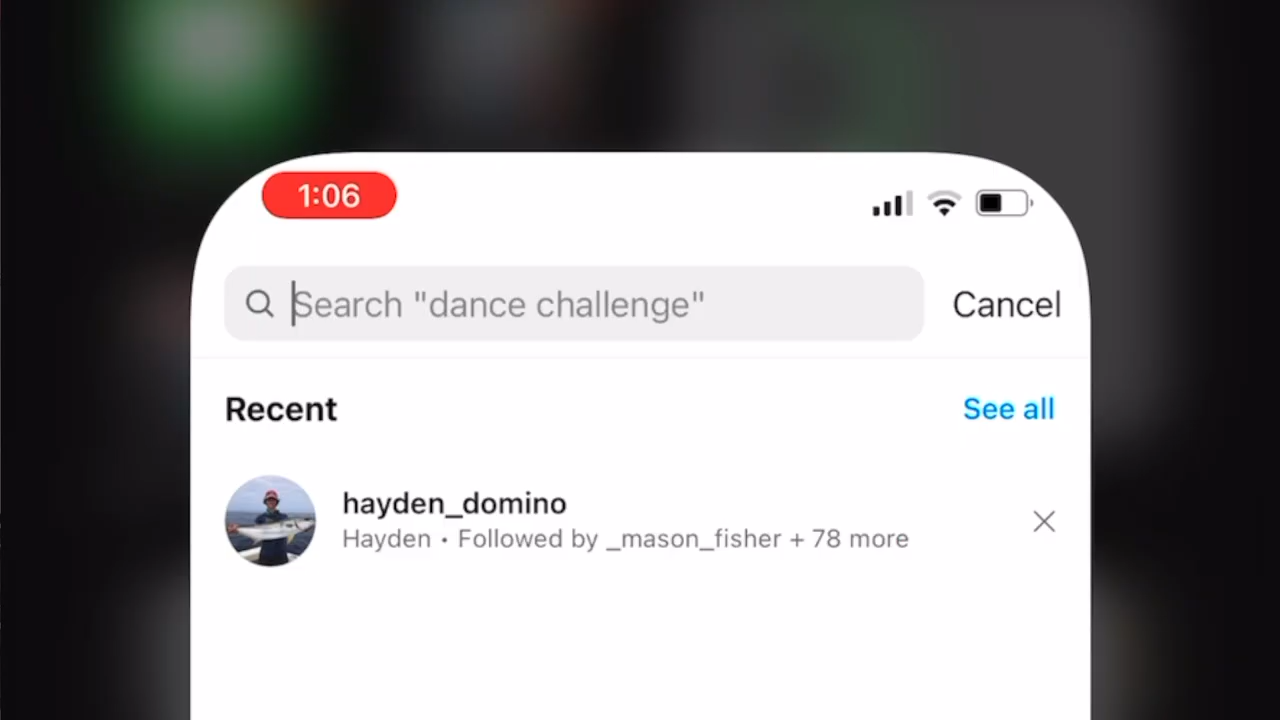 1:06
Search "dance challenge"
Cancel
Recent
See all
hayden_domino
Hayden • Followed by _mason_fisher + 78 more